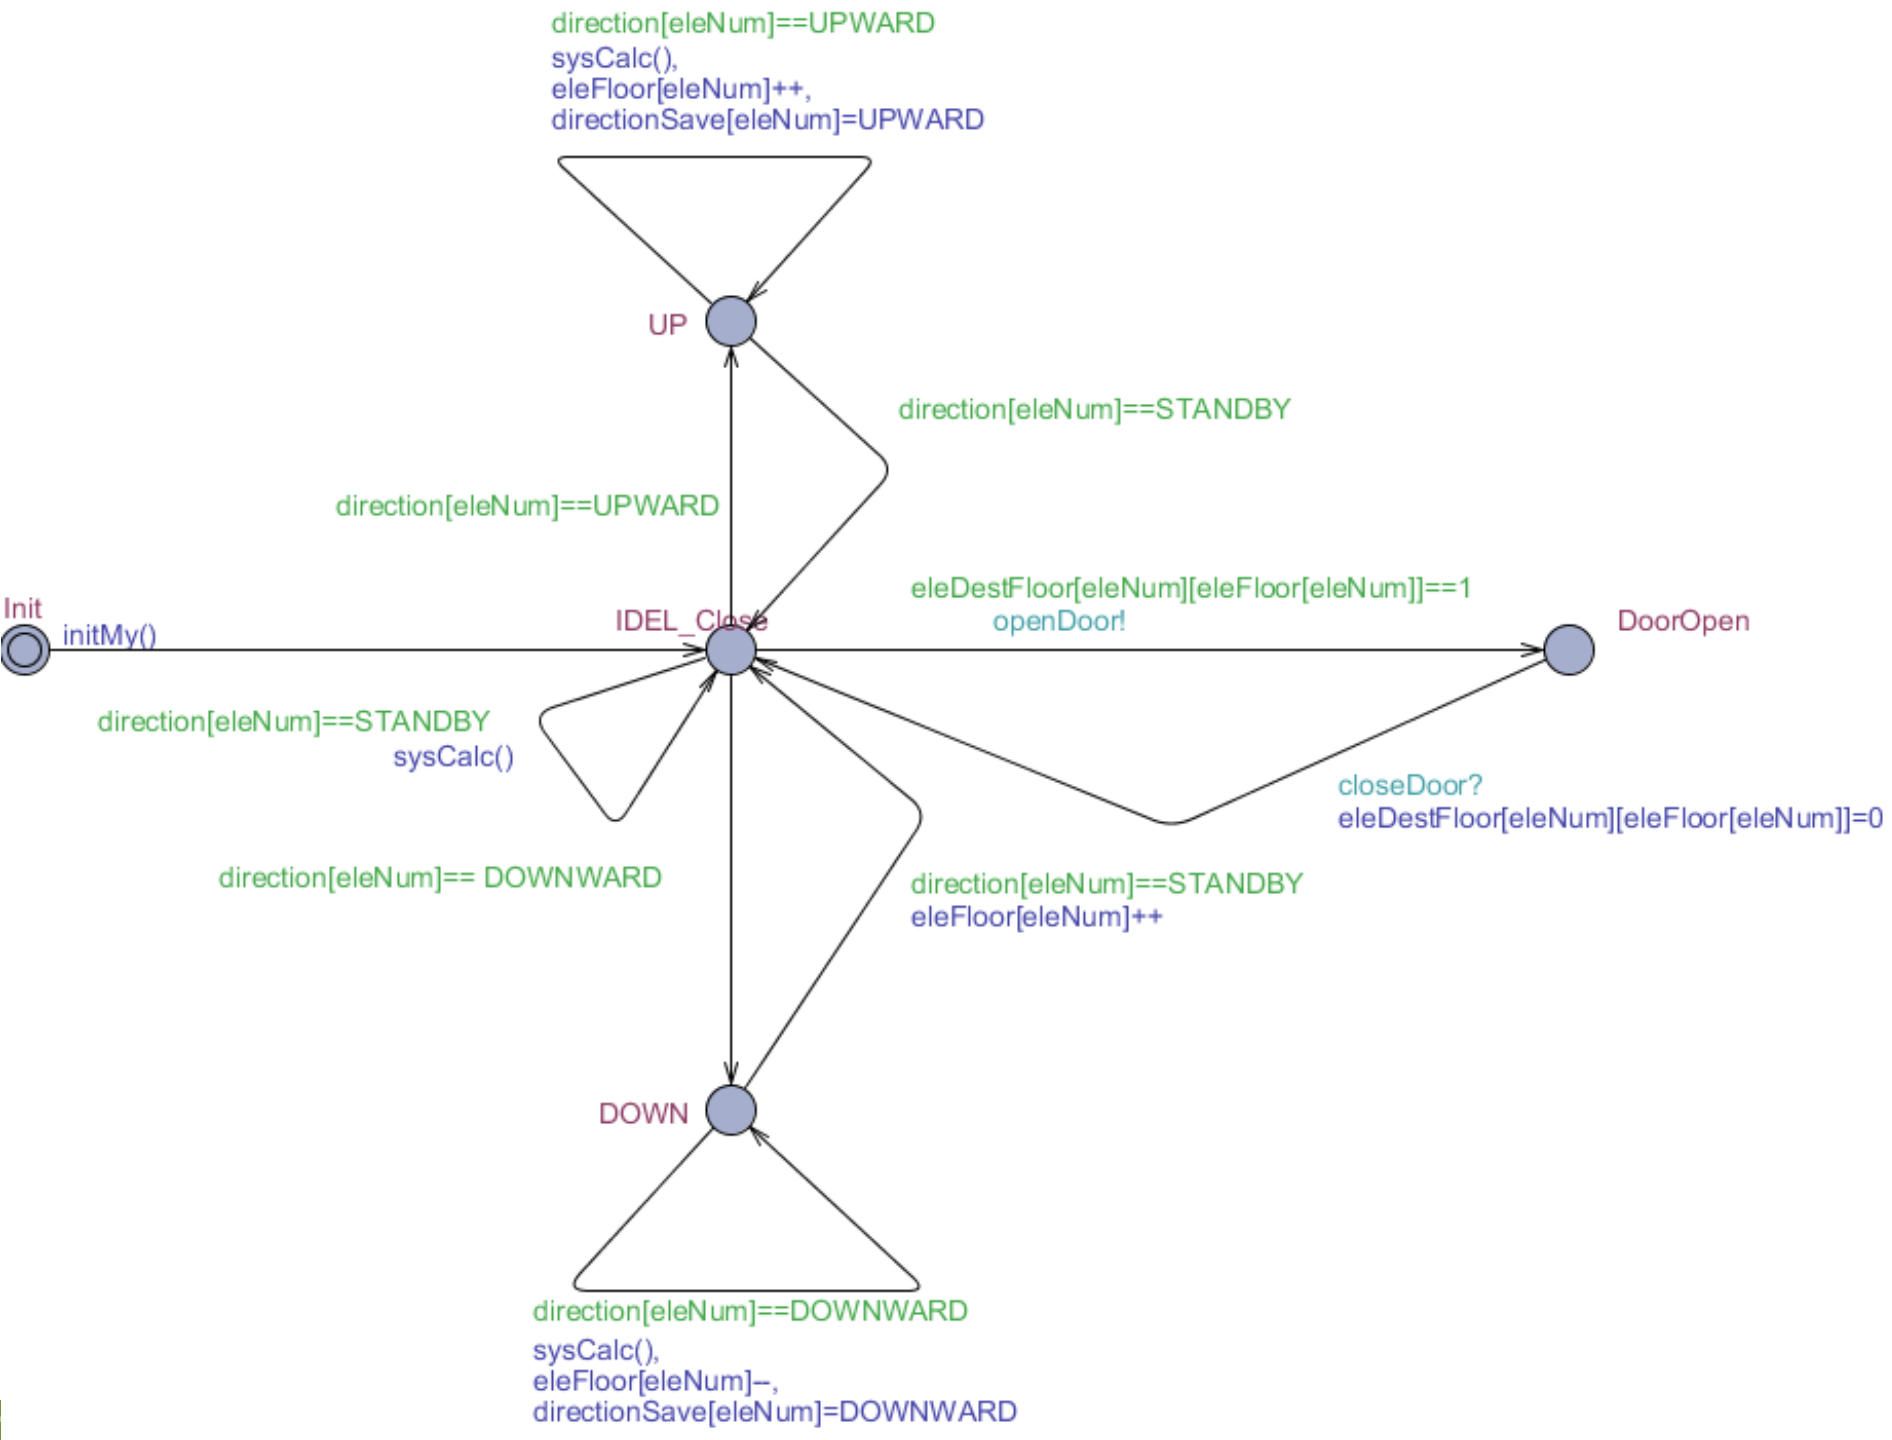 direction[eleNum]==UPWARD
sysCalc(),
eleFloor[eleNum]++,
directionSave[eleNum]=UPWARD
UP
direction[eleNum]==STANDBY
direction[eleNum]==UPWARD
eleDestFloor[eleNum][eleFloor[eleNum]]==1
Init
IDEL_Close
openDoor!
DoorOpen
initMy()
direction[eleNum]==STANDBY
sysCalc()
closeDoor?
eleDestFloor[eleNum][eleFloor[eleNum]]=0
direction[eleNum]== DOWNWARD
direction[eleNum]==STANDBY
eleFloor[eleNum]++
DOWN
direction[eleNum]==DOWNWARD
sysCalc(),
eleFloor[eleNum]--,
directionSave[eleNum]=DOWNWARD